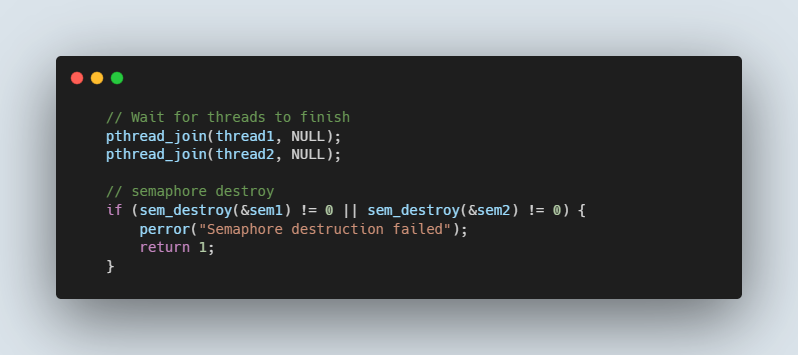 // Wait for threads to finish
pthread_join(thread1, NULL);
pthread_join(thread2, NULL);
// semaphore destroy
if (sem_destroy(&sem1) != 0 || sem_destroy(&sem2) != 0) {
perror("Semaphore destruction failed");
return 1;
}